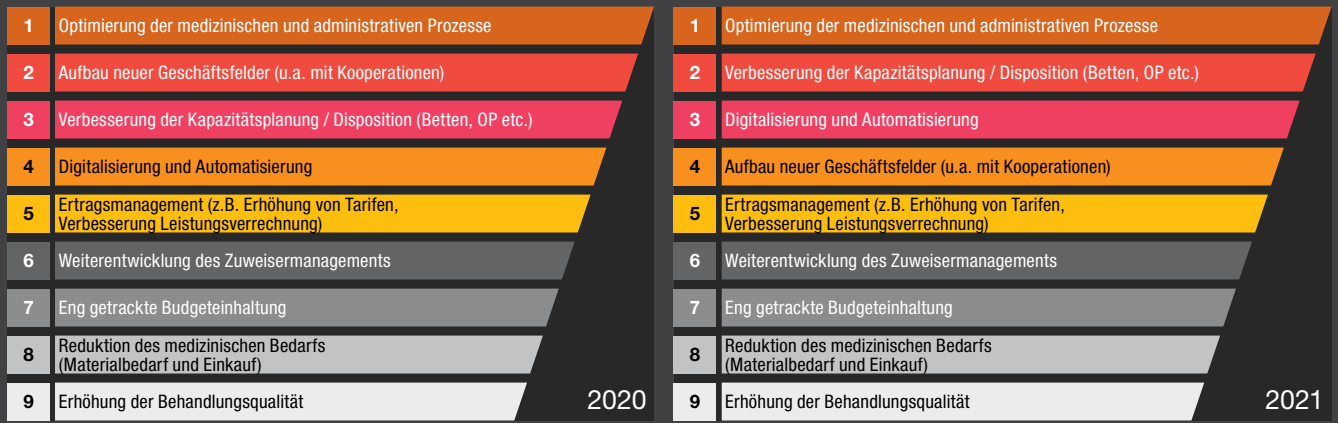 1 Optimierung der medizinischen und administrativen Prozesse
2 Aufbau neuer Geschäftsfelder (u.a. mit Kooperationen)
3 Verbesserung der Kapazitätsplanung / Disposition (Betten, OP etc.)
4 Digitalisierung und Automatisierung
5 Ertragsmanagement (z.B. Erhöhung von Tarifen,
Verbesserung Leistungsverrechnung)
6 Weiterentwicklung des Zuweisermanagements
7 Eng getrackte Budgeteinhaltung
8 Reduktion des medizinischen Bedarfs
(Materialbedarf und Einkauf)
9 Erhöhung der Behandlungsqualität
2020
1 Optimierung der medizinischen und administrativen Prozesse
2 Verbesserung der Kapazitätsplanung / Disposition (Betten, OP etc.)
3 Digitalisierung und Automatisierung
4 Aufbau neuer Geschäftsfelder (u.a. mit Kooperationen)
5 Ertragsmanagement (z.B. Erhöhung von Tarifen,
Verbesserung Leistungsverrechnung)
6 Weiterentwicklung des Zuweisermanagements
7 Eng getrackte Budgeteinhaltung
8 Reduktion des medizinischen Bedarfs
(Materialbedarf und Einkauf)
9 Erhöhung der Behandlungsqualität
2021